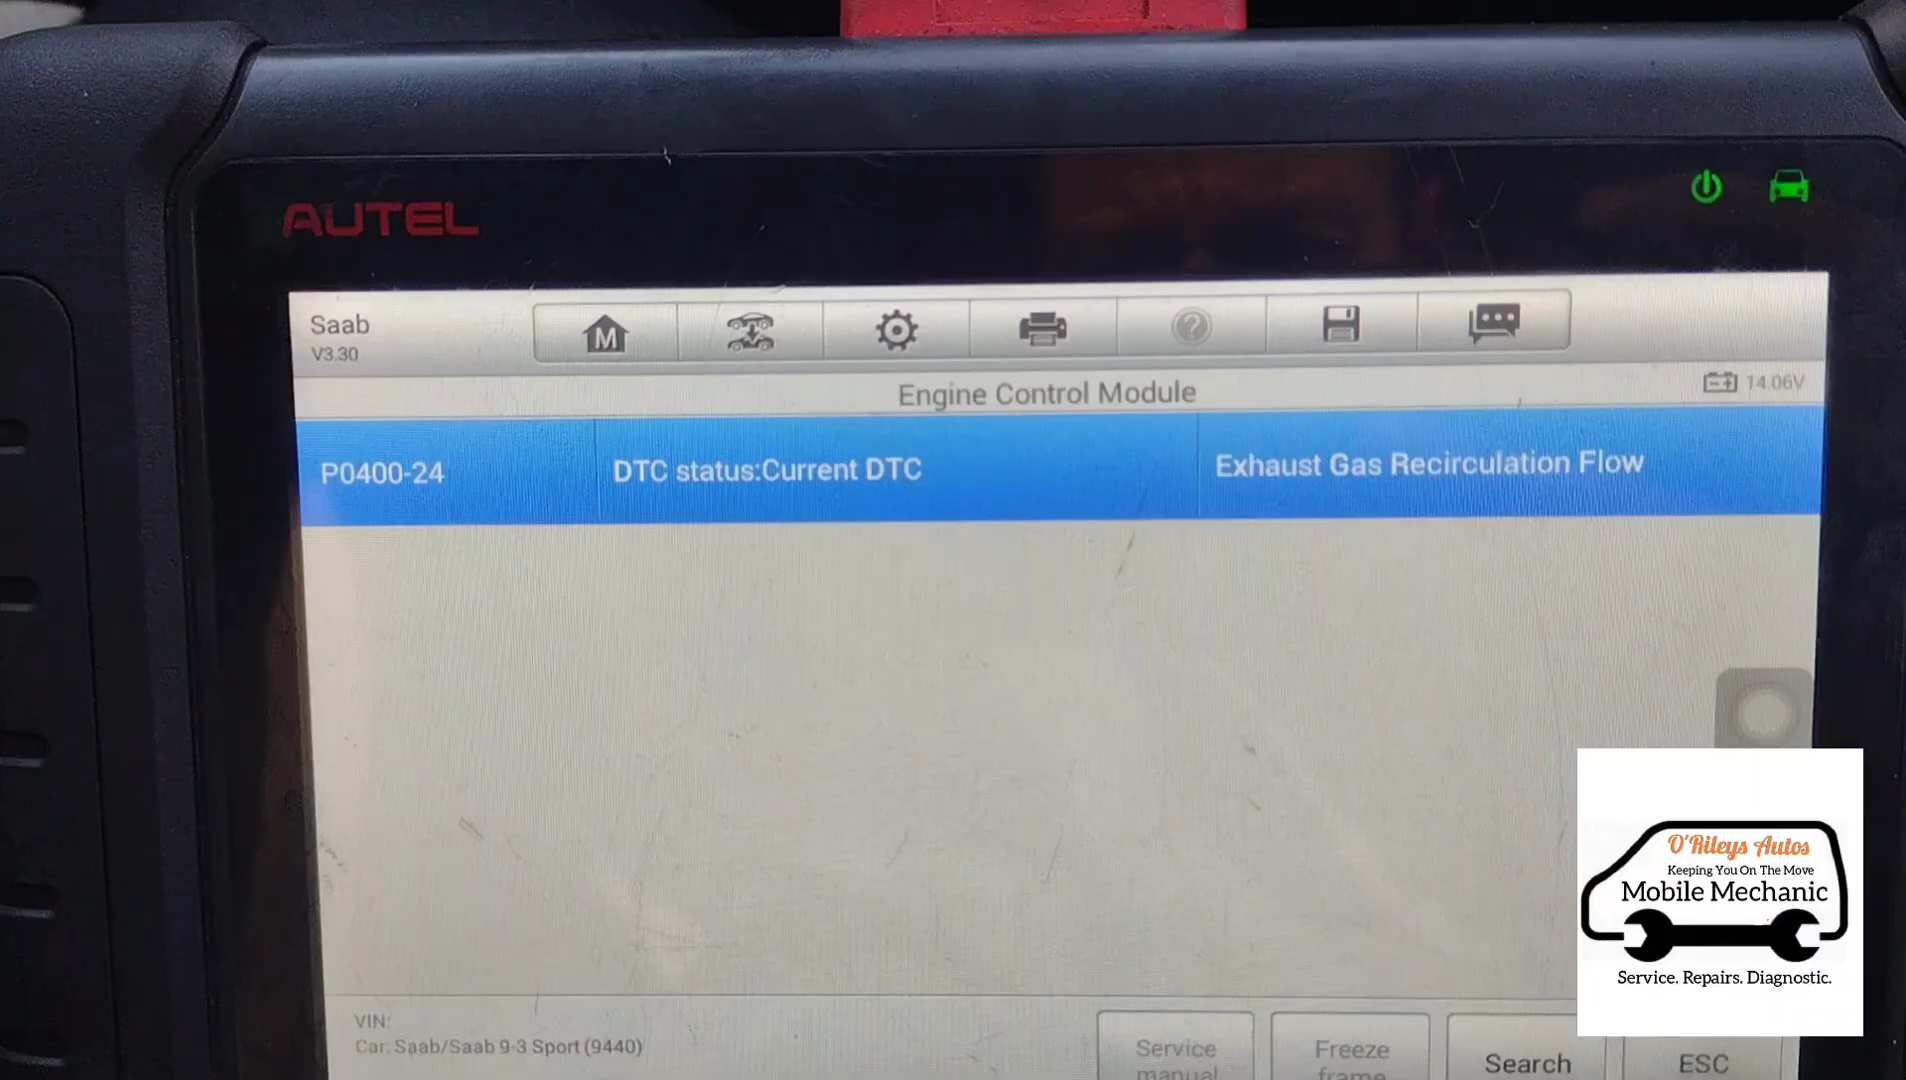 AUTEL
Saab
V3.30
M
Engine Control Module
14.06V
P0400-24 DTC status:Current DTC Exhaust Gas Recirculation Flow
O'Rileys Autos
Keeping You On The Move
Mobile Mechanic
Service. Repairs. Diagnostic.
VIN:
Car: Saab/Saab 9-3 Sport (9440)
Service
manual
Freeze
frame
Search
ESC